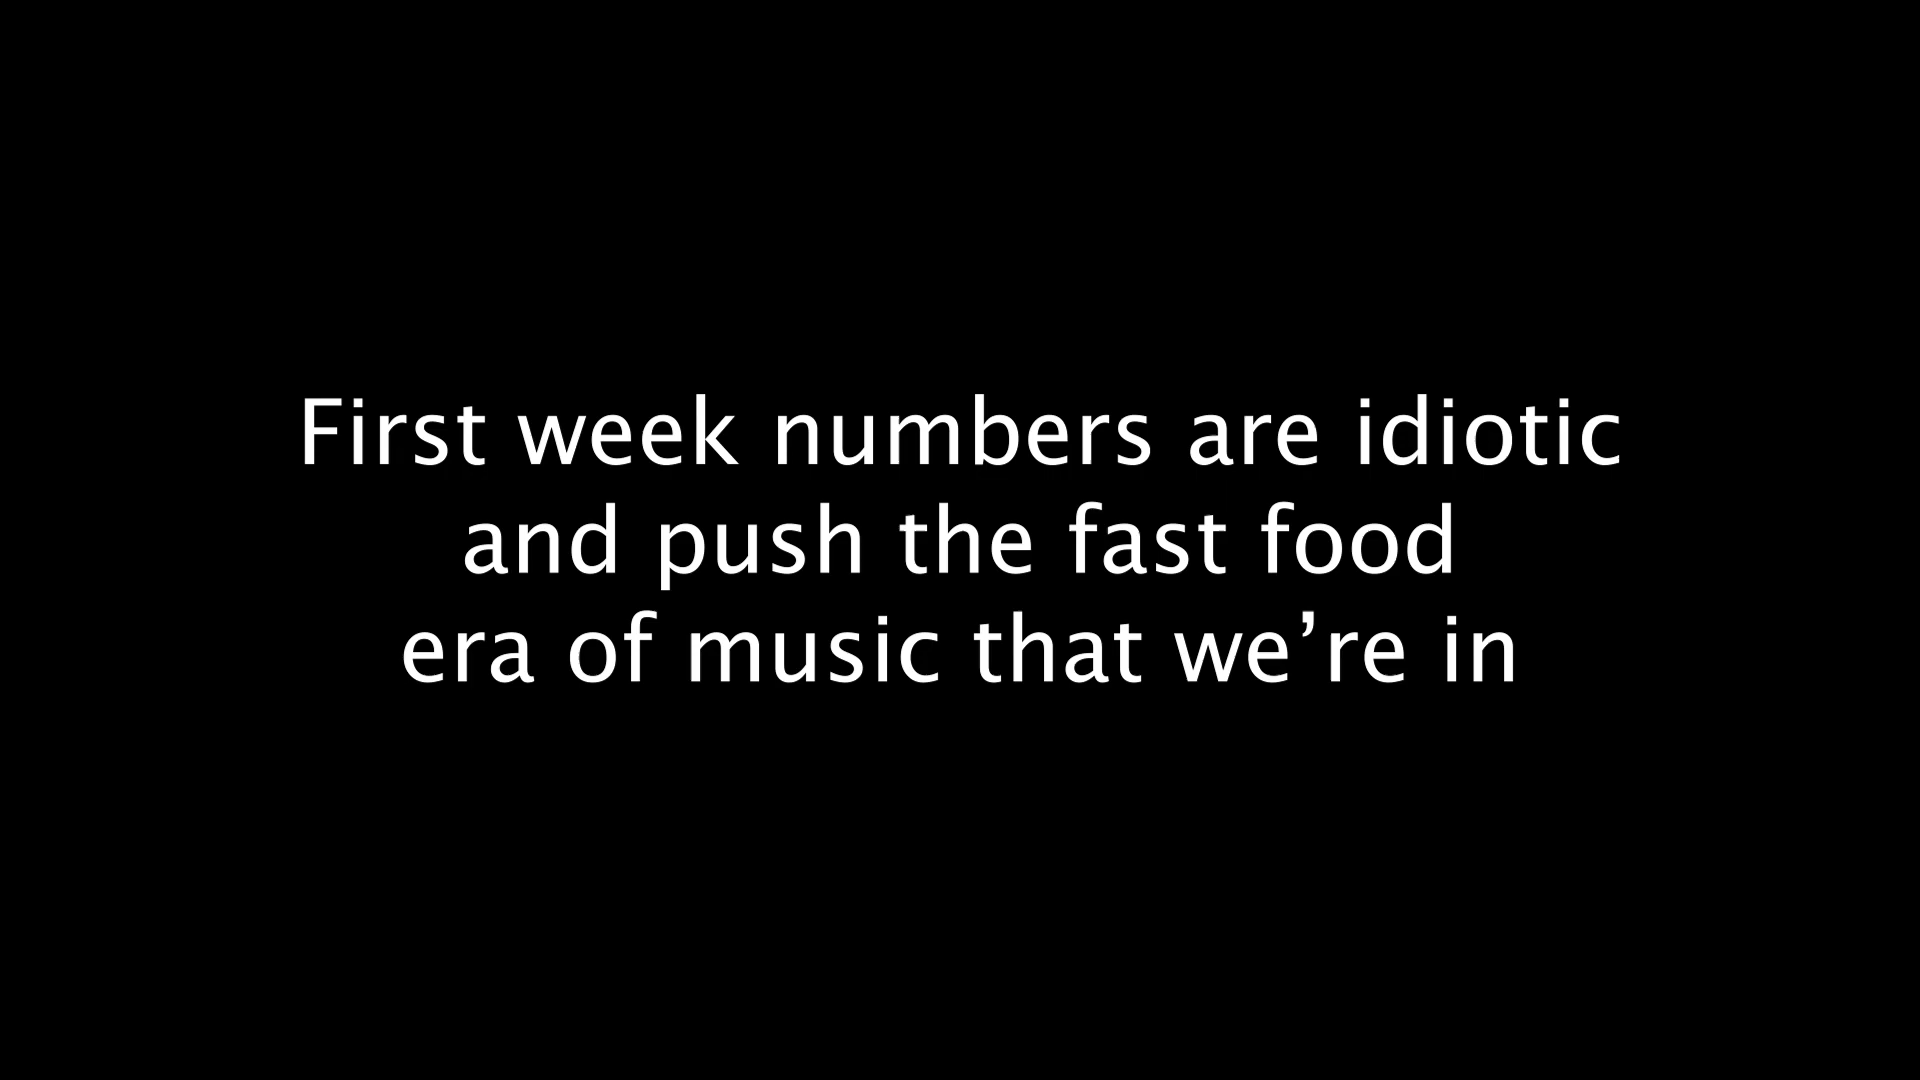 First week numbers are idiotic
and push the fast food
era of music that we’re in